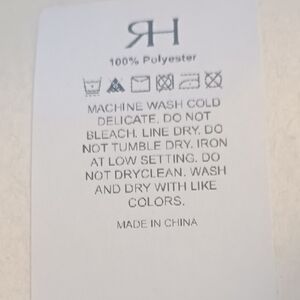 RH
100% Polyester
MACHINE WASH COLD
DELICATE. DO NOT
BLEACH. LINE DRY. DO
NOT TUMBLE DRY. IRON
AT LOW SETTING. DO
NOT DRYCLEAN. WASH
AND DRY WITH LIKE
COLORS.
MADE IN CHINA